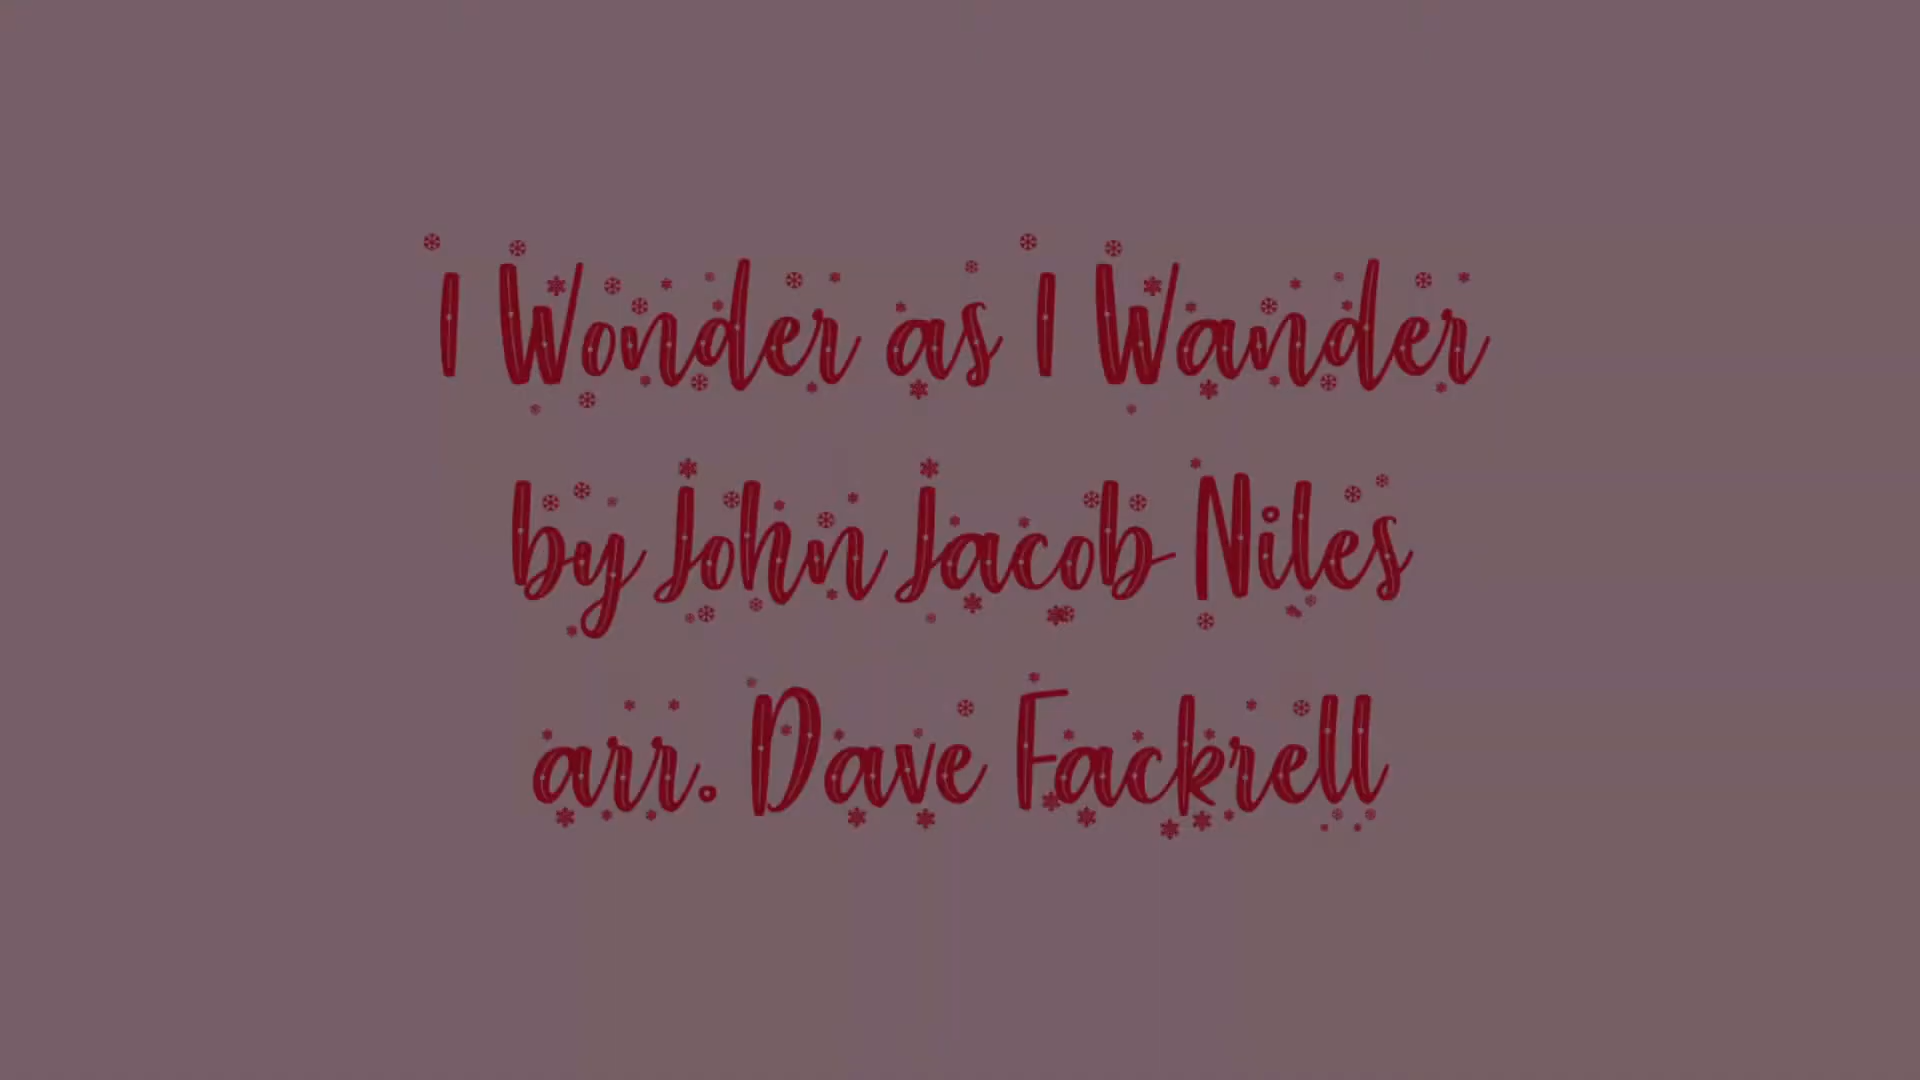 I Wonder as I Wander
by John Jacob Niles
arr. Dave Fackrell